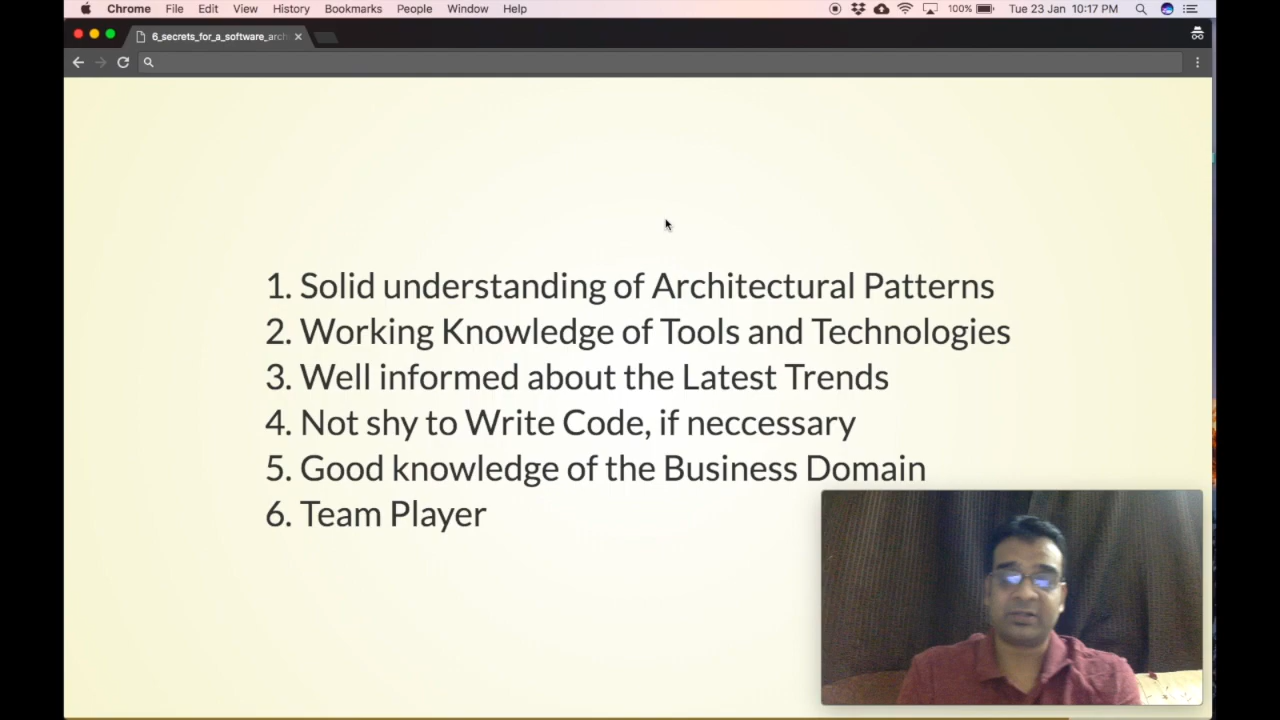 Chrome File Edit View History Bookmarks People Window Help 100% Tue 23 Jan 10:17 PM
6_secrets_for_a_software_arch
1. Solid understanding of Architectural Patterns
2. Working Knowledge of Tools and Technologies
3. Well informed about the Latest Trends
4. Not shy to Write Code, if neccessary
5. Good knowledge of the Business Domain
6. Team Player